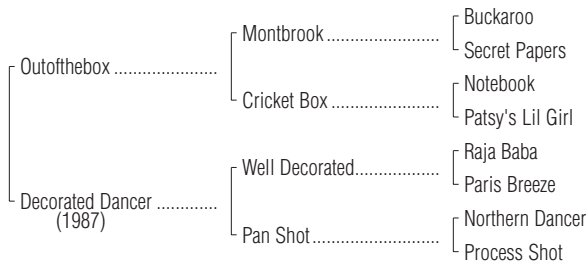 Buckaroo
Montbrook ........................
Secret Papers
Outofthebox ......................
Notebook
Cricket Box .......................
Patsy's Lil Girl
Raja Baba
Well Decorated..................
Paris Breeze
Decorated Dancer .............
(1987)
Northern Dancer
Pan Shot...........................
Process Shot